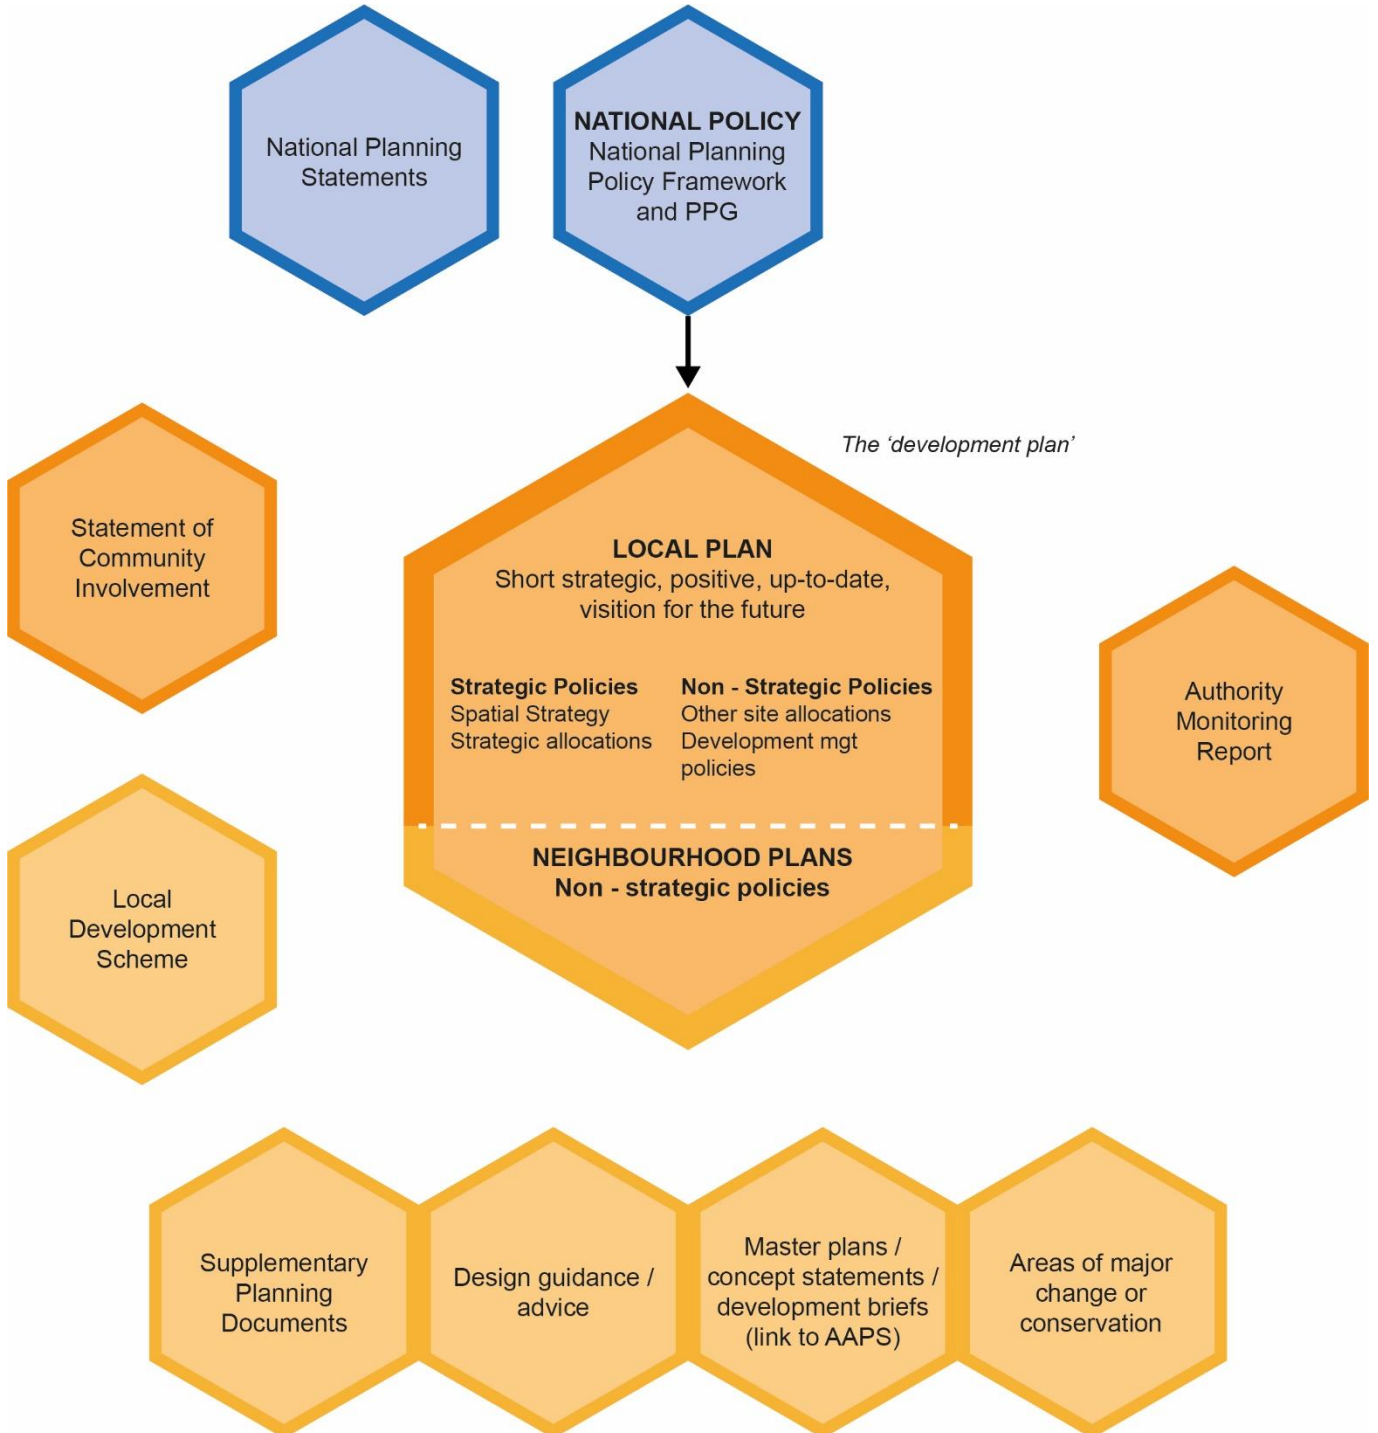 National Planning
Statements
NATIONAL POLICY
National Planning
Policy Framework
and PPG
The ‘development plan’
Statement of
Community
Involvement
LOCAL PLAN
Short strategic, positive, up-to-date,
visition for the future
Strategic Policies
Spatial Strategy
Strategic allocations
Non - Strategic Policies
Other site allocations
Development mgt
policies
Authority
Monitoring
Report
NEIGHBOURHOOD PLANS
Non - strategic policies
Local
Development
Scheme
Supplementary
Planning
Documents
Design guidance /
advice
Master plans /
concept statements /
development briefs
(link to AAPS)
Areas of major
change or
conservation